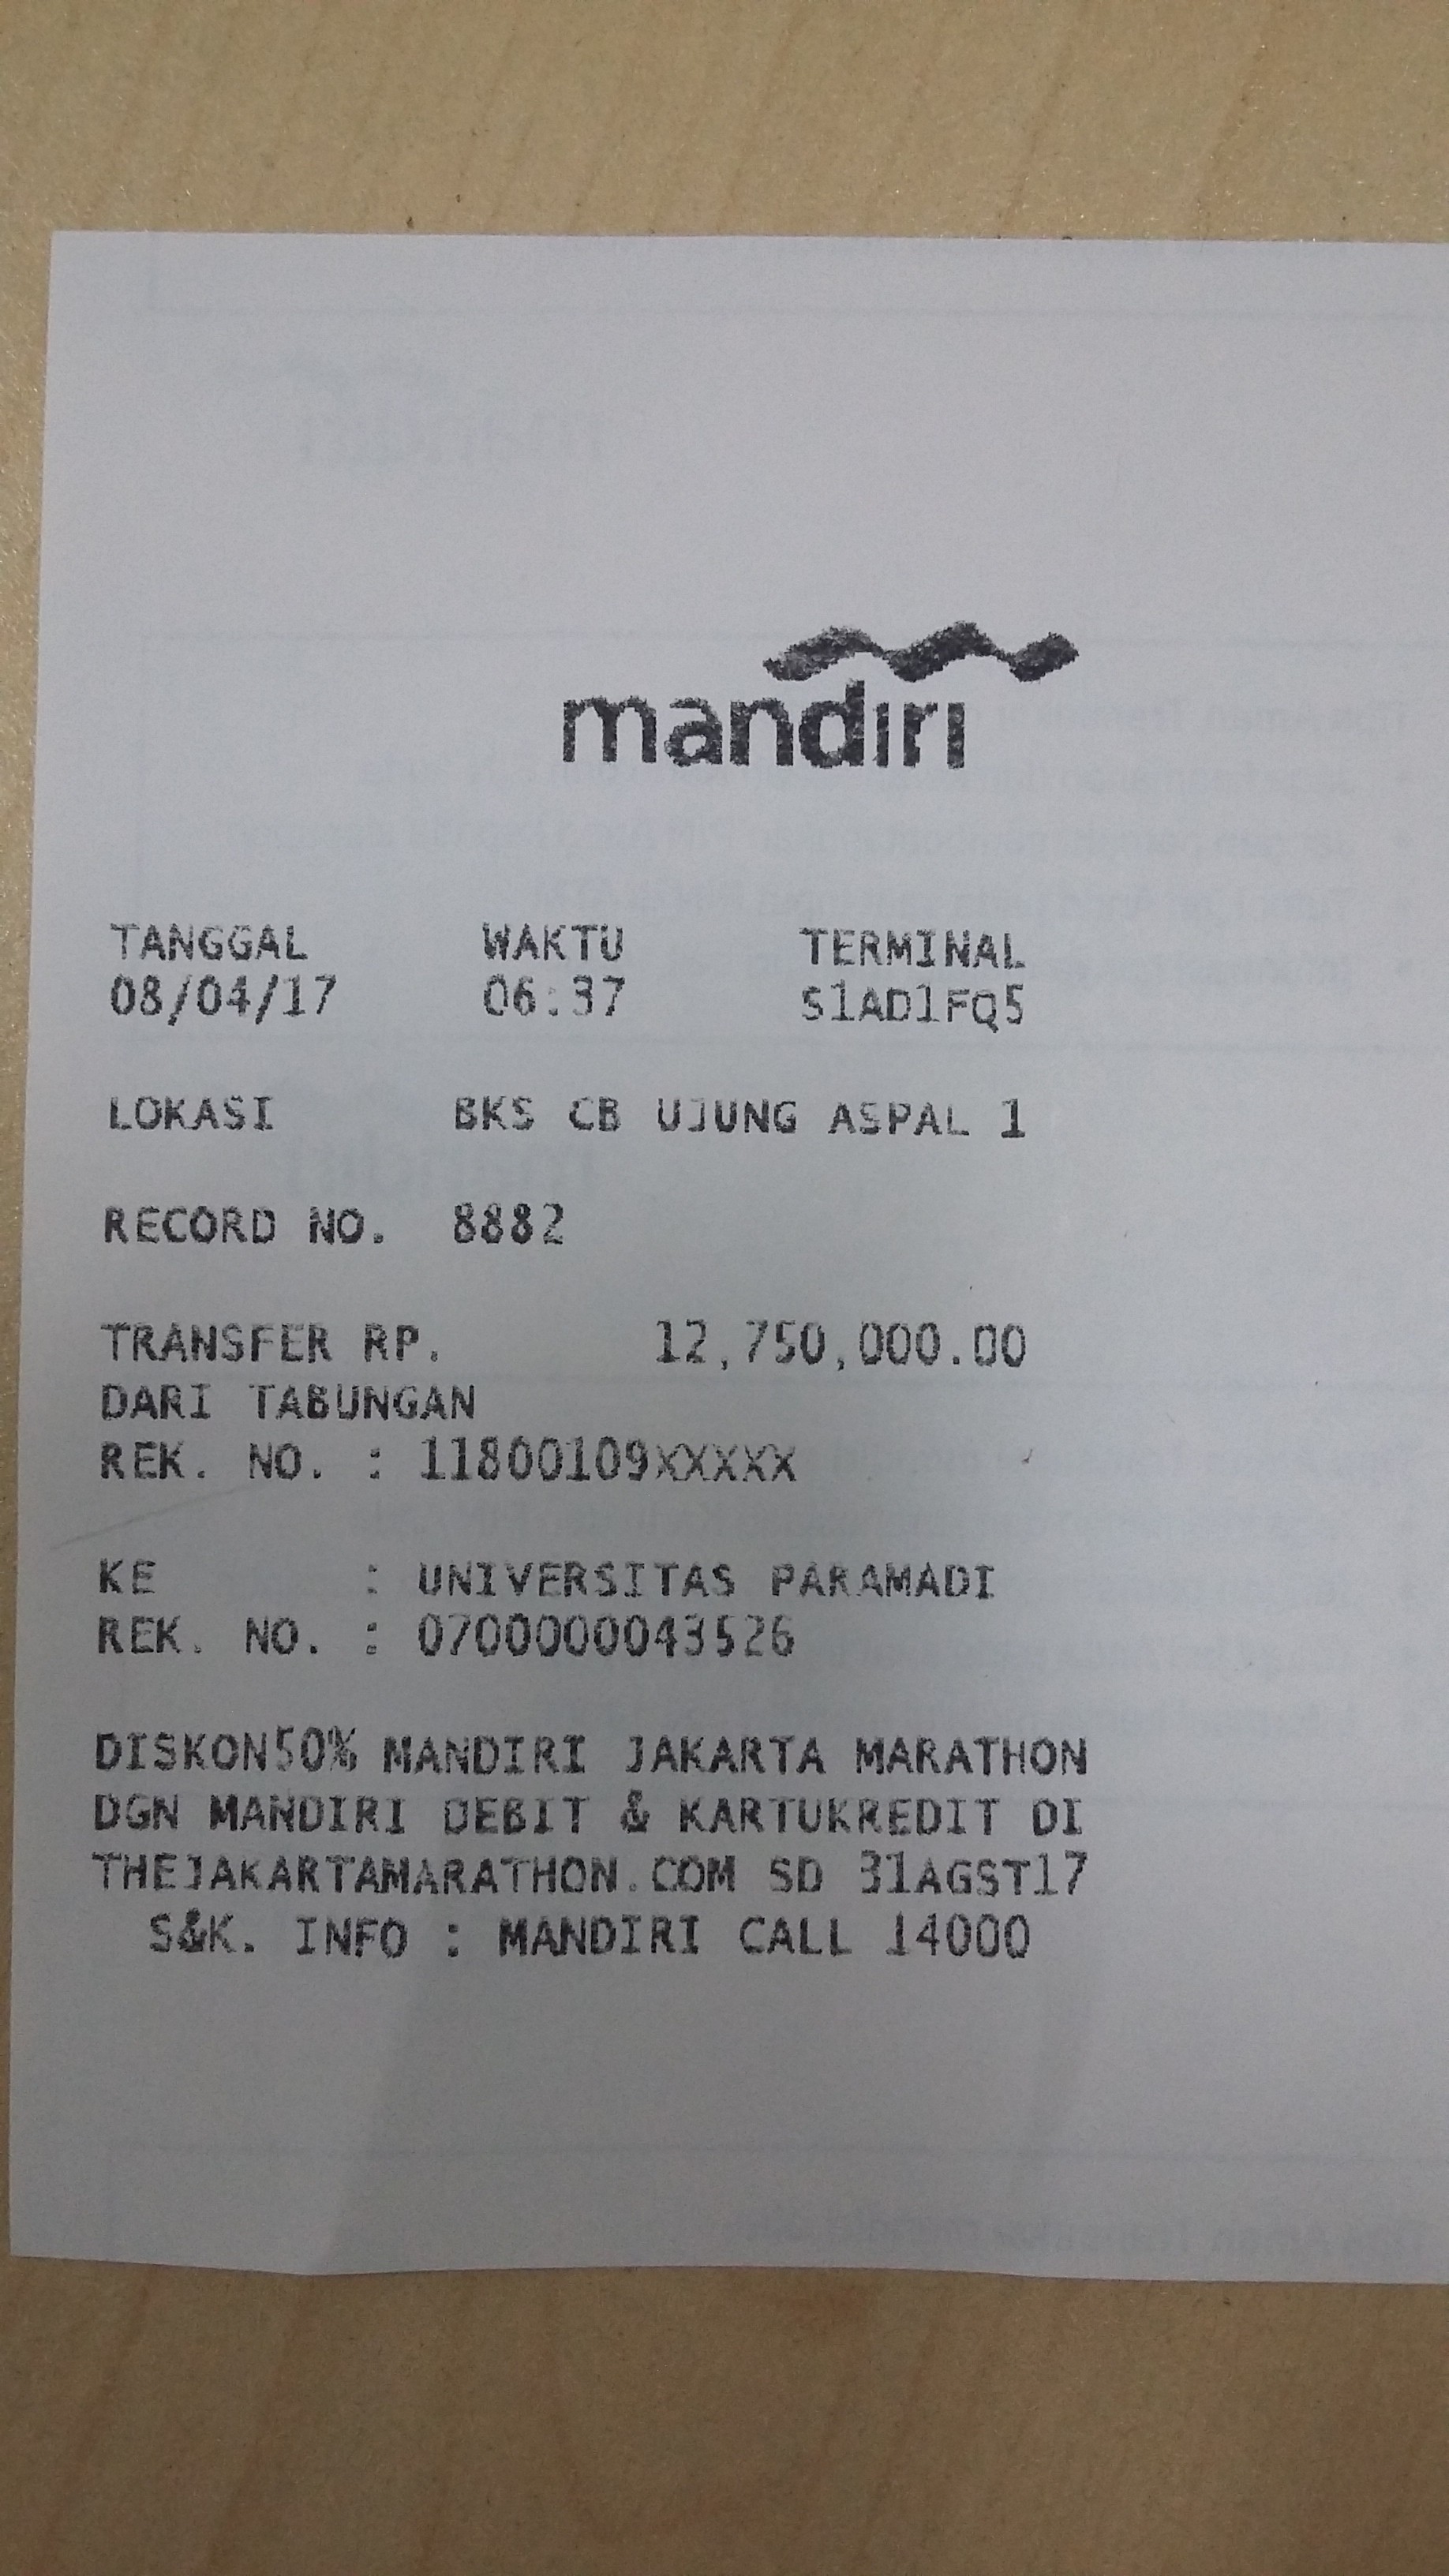 mandiri
TANGGAL WAKTU TERMINAL
08/04/17 06:37 S1AD1FQ5
LOKASI BKS CB UJUNG ASPAL 1
RECORD NO. 8882
TRANSFER RP. 12,750,000.00
DARI TABUNGAN
REK. NO. : 11800109XXXXX
KE : UNIVERSITAS PARAMADI
REK. NO. : 0700000043526
DISKON50% MANDIRI JAKARTA MARATHON
DGN MANDIRI DEBIT & KARTUKREDIT DI
THEJAKARTAMARATHON.COM SD 31AGST17
S&K. INFO : MANDIRI CALL 14000